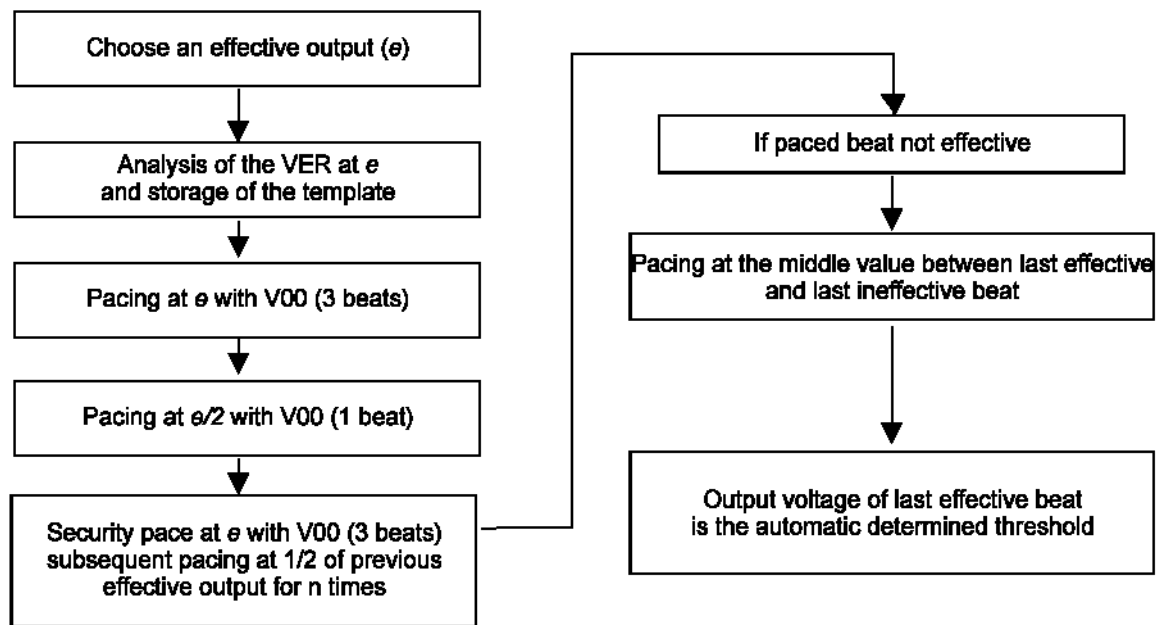 Choose an effective output (e)
Analysis of the VER at e
and storage of the template
Pacing at e with V00 (3 beats)
Pacing at e/2 with V00 (1 beat)
Security pace at e with V00 (3 beats)
subsequent pacing at 1/2 of previous
effective output for n times
If paced beat not effective
Pacing at the middle value between last effective
and last ineffective beat
Output voltage of last effective beat
is the automatic determined threshold